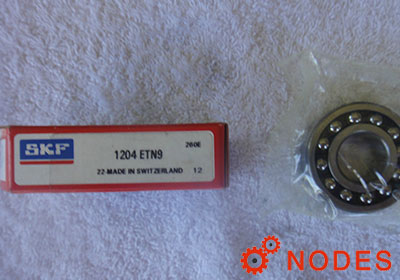 260E
SKF
1204 ETN9
22-MADE IN SWITZERLAND 12
NODES